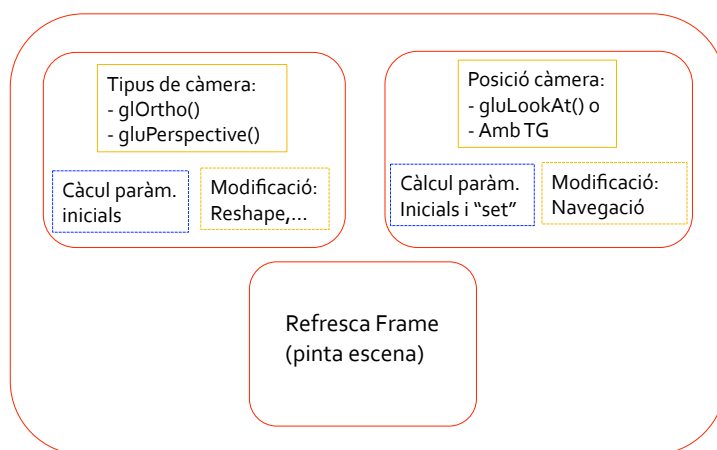 Tipus de càmera:
- glOrtho()
- gluPerspective()
Càcul paràm.
inicials
Modificació:
Reshape,...
Posició càmera:
- gluLookAt() o
- Amb TG
Càlcul paràm.
Inicials i “set”
Modificació:
Navegació
Refresca Frame
(pinta escena)